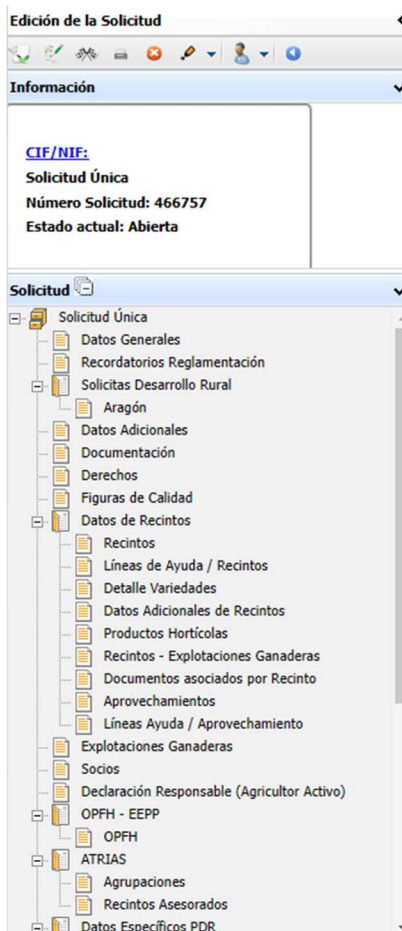 Edición de la Solicitud
Información
CIF/NIF:
Solicitud Única
Número Solicitud: 466757
Estado actual: Abierta
Solicitud
Solicitud Única
Datos Generales
Recordatorios Reglamentación
Solicitas Desarrollo Rural
Aragón
Datos Adicionales
Documentación
Derechos
Figuras de Calidad
Datos de Recintos
Recintos
Líneas de Ayuda / Recintos
Detalle Variedades
Datos Adicionales de Recintos
Productos Hortícolas
Recintos - Explotaciones Ganaderas
Documentos asociados por Recinto
Aprovechamientos
Líneas Ayuda / Aprovechamiento
Explotaciones Ganaderas
Socios
Declaración Responsable (Agricultor Activo)
OPFH - EEPP
OPFH
ATRIAS
Agrupaciones
Recintos Asesorados
Datos Específicos PDR